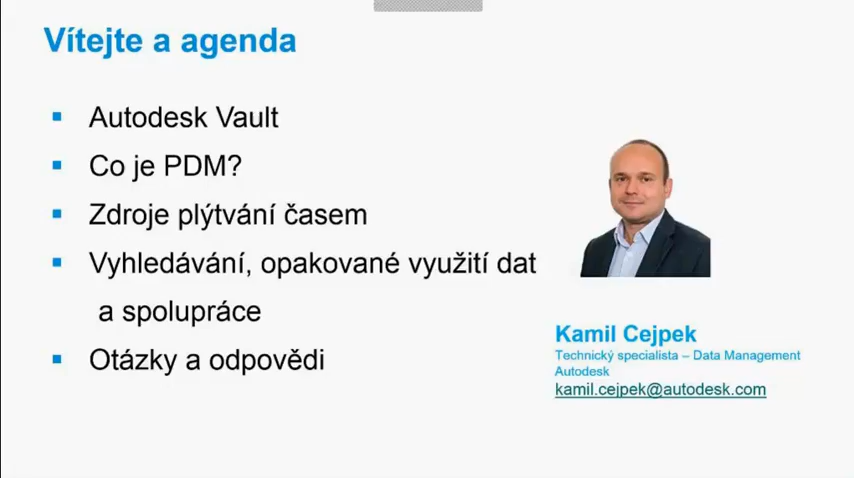 Vítejte a agenda
Autodesk Vault
Co je PDM?
Zdroje plýtvání časem
Vyhledávání, opakované využití dat
a spolupráce
Otázky a odpovědi
Kamil Cejpek
Technický specialista – Data Management
Autodesk
kamil.cejpek@autodesk.com